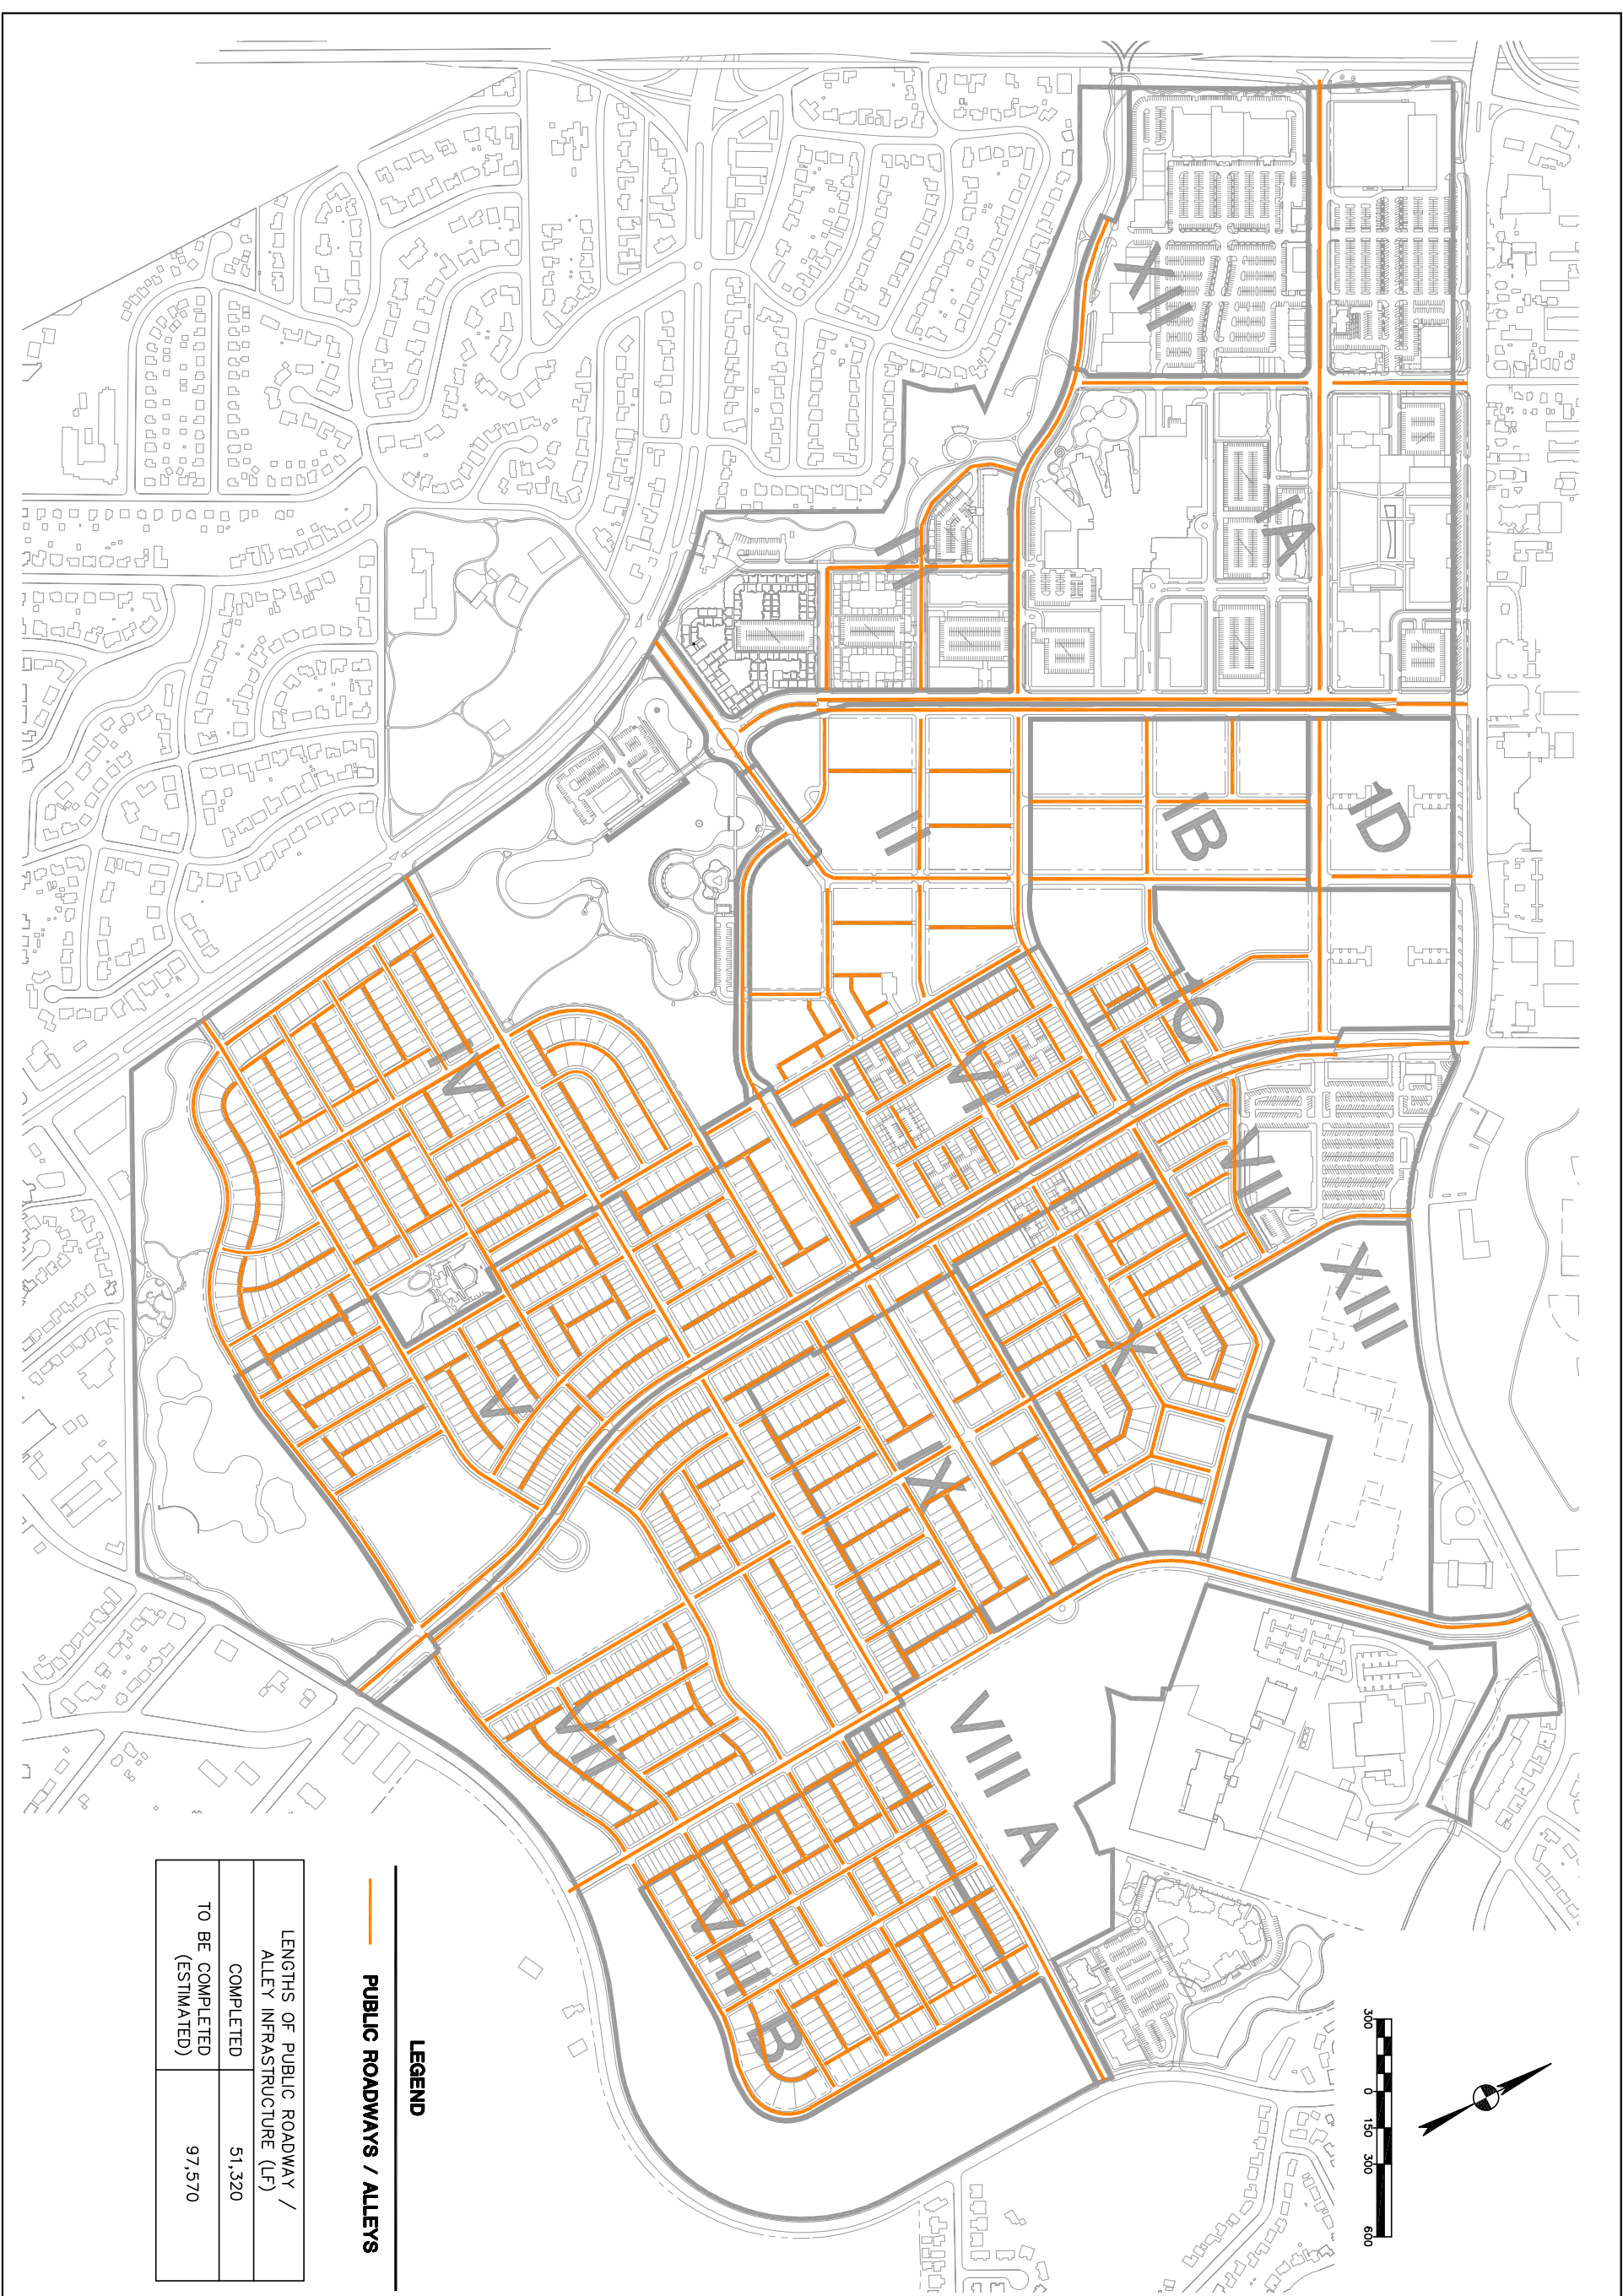 XII
IA
III
II
IB
1D
IC
VI
IV
V
XIII
X
IX
VII
VIII A
VIII B
300 0 150 300 600
LEGEND
PUBLIC ROADWAYS / ALLEYS
LENGTHS OF PUBLIC ROADWAY /
ALLEY INFRASTRUCTURE (LF)
COMPLETED 51,320
TO BE COMPLETED
(ESTIMATED) 97,570